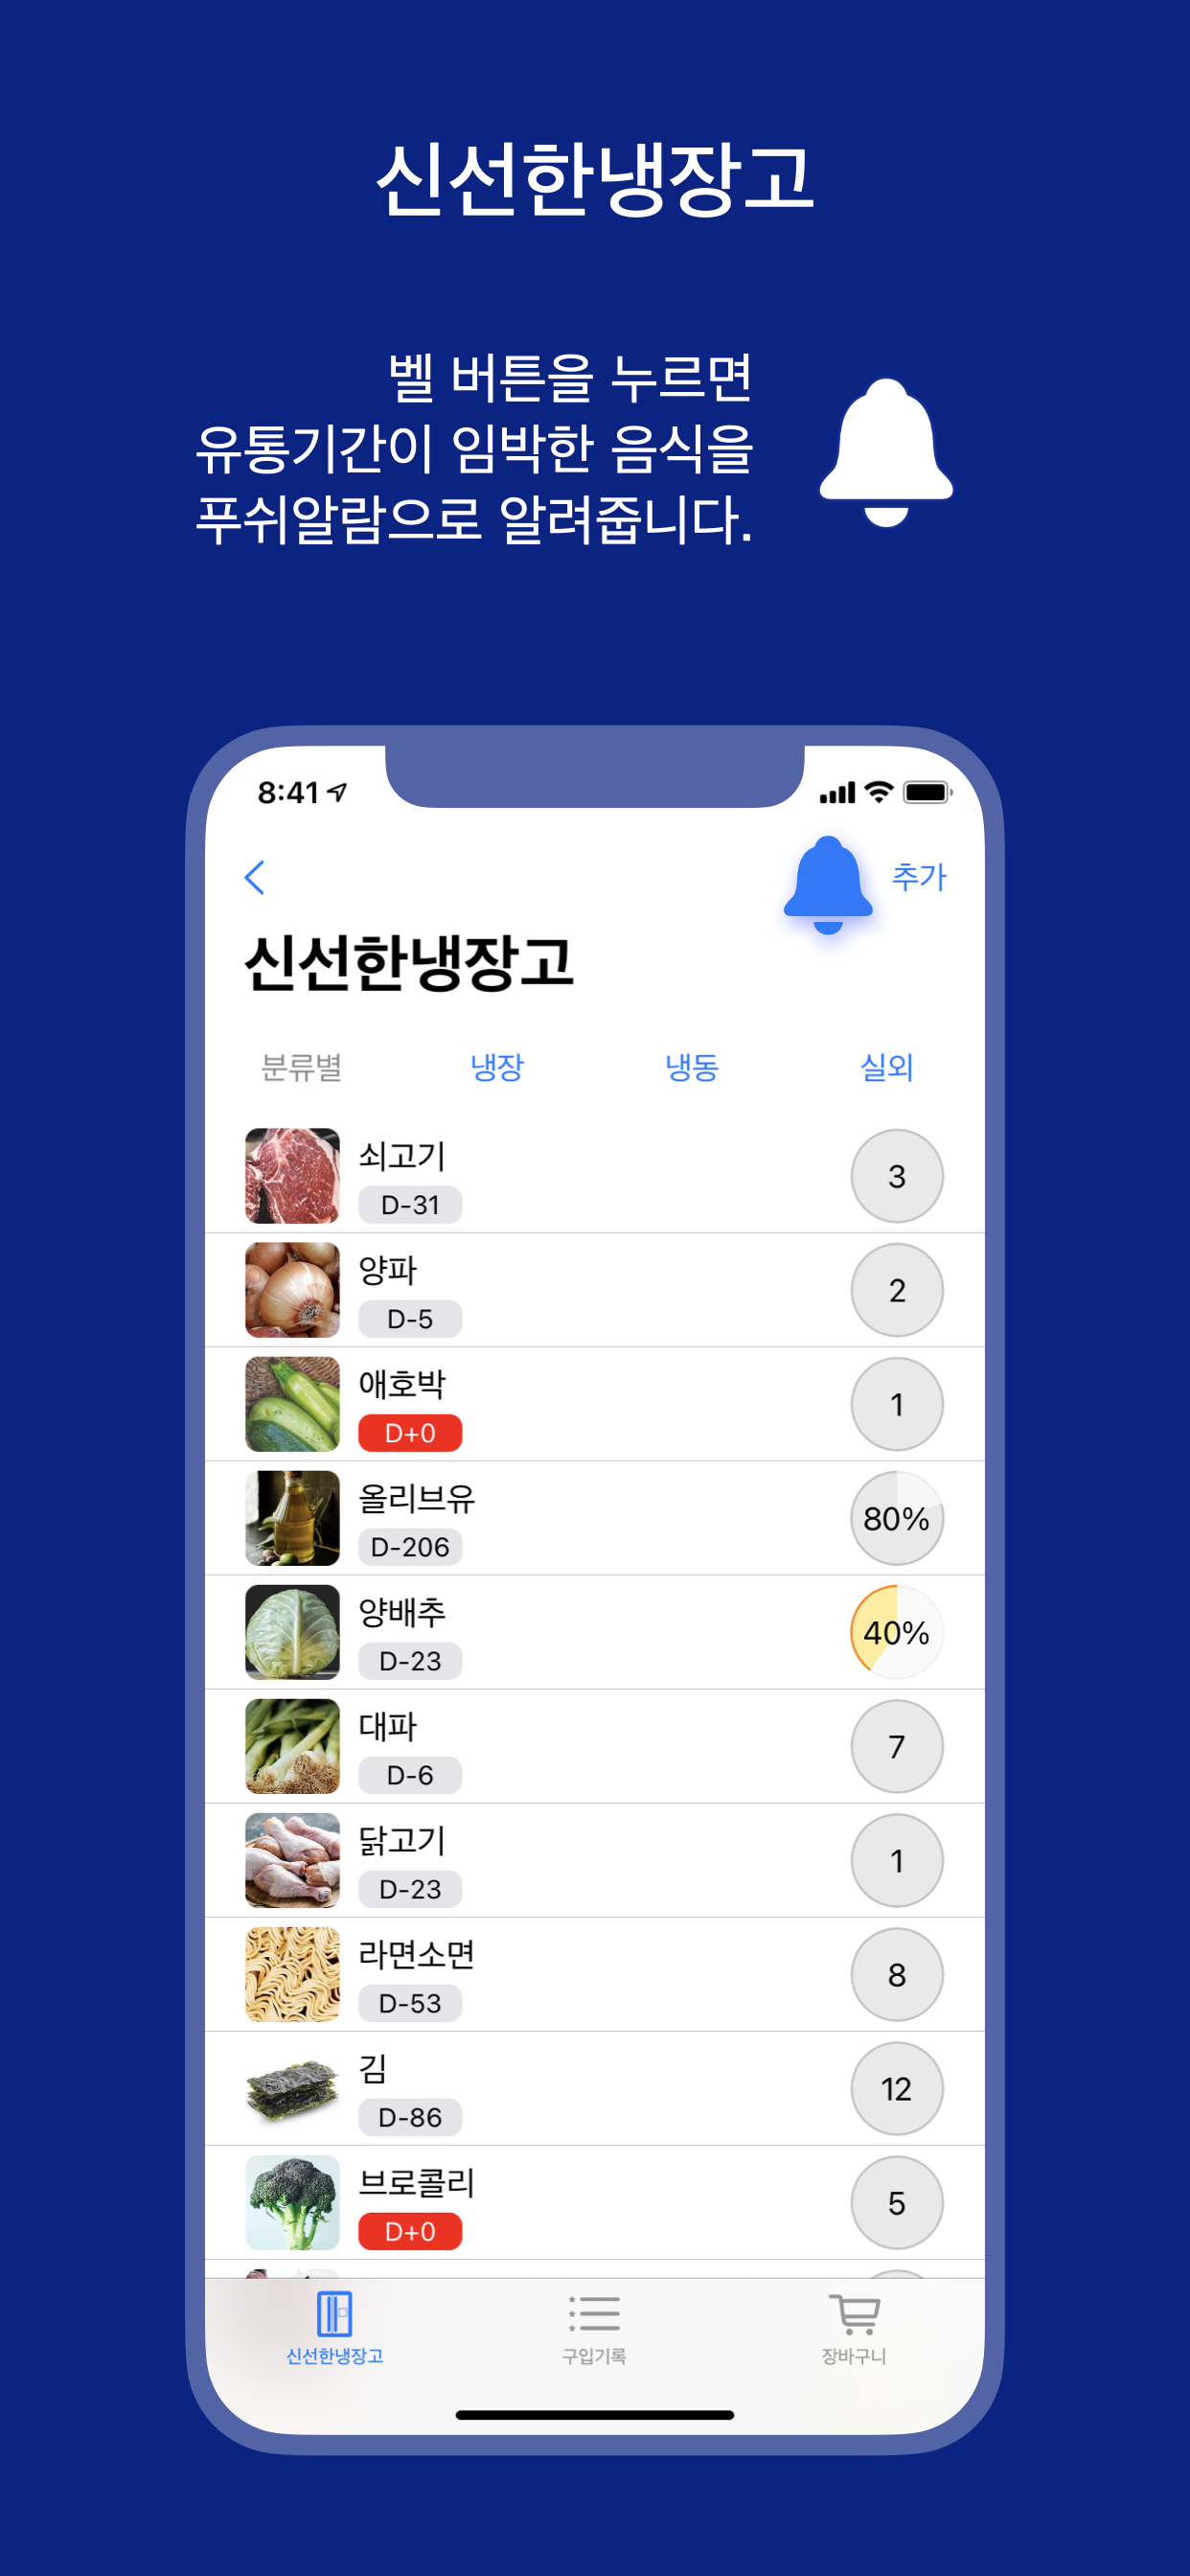 신선한냉장고
벨 버튼을 누르면
유통기간이 임박한 음식을
푸쉬알람으로 알려줍니다.
8:41
추가
신선한냉장고
분류별 냉장 냉동 실외
쇠고기
D-31
3
양파
D-5
2
애호박
D+0
1
올리브유
D-206
80%
양배추
D-23
40%
대파
D-6
7
닭고기
D-23
1
라면소면
D-53
8
김
D-86
12
브로콜리
D+0
5
신선한냉장고 구입기록 장바구니